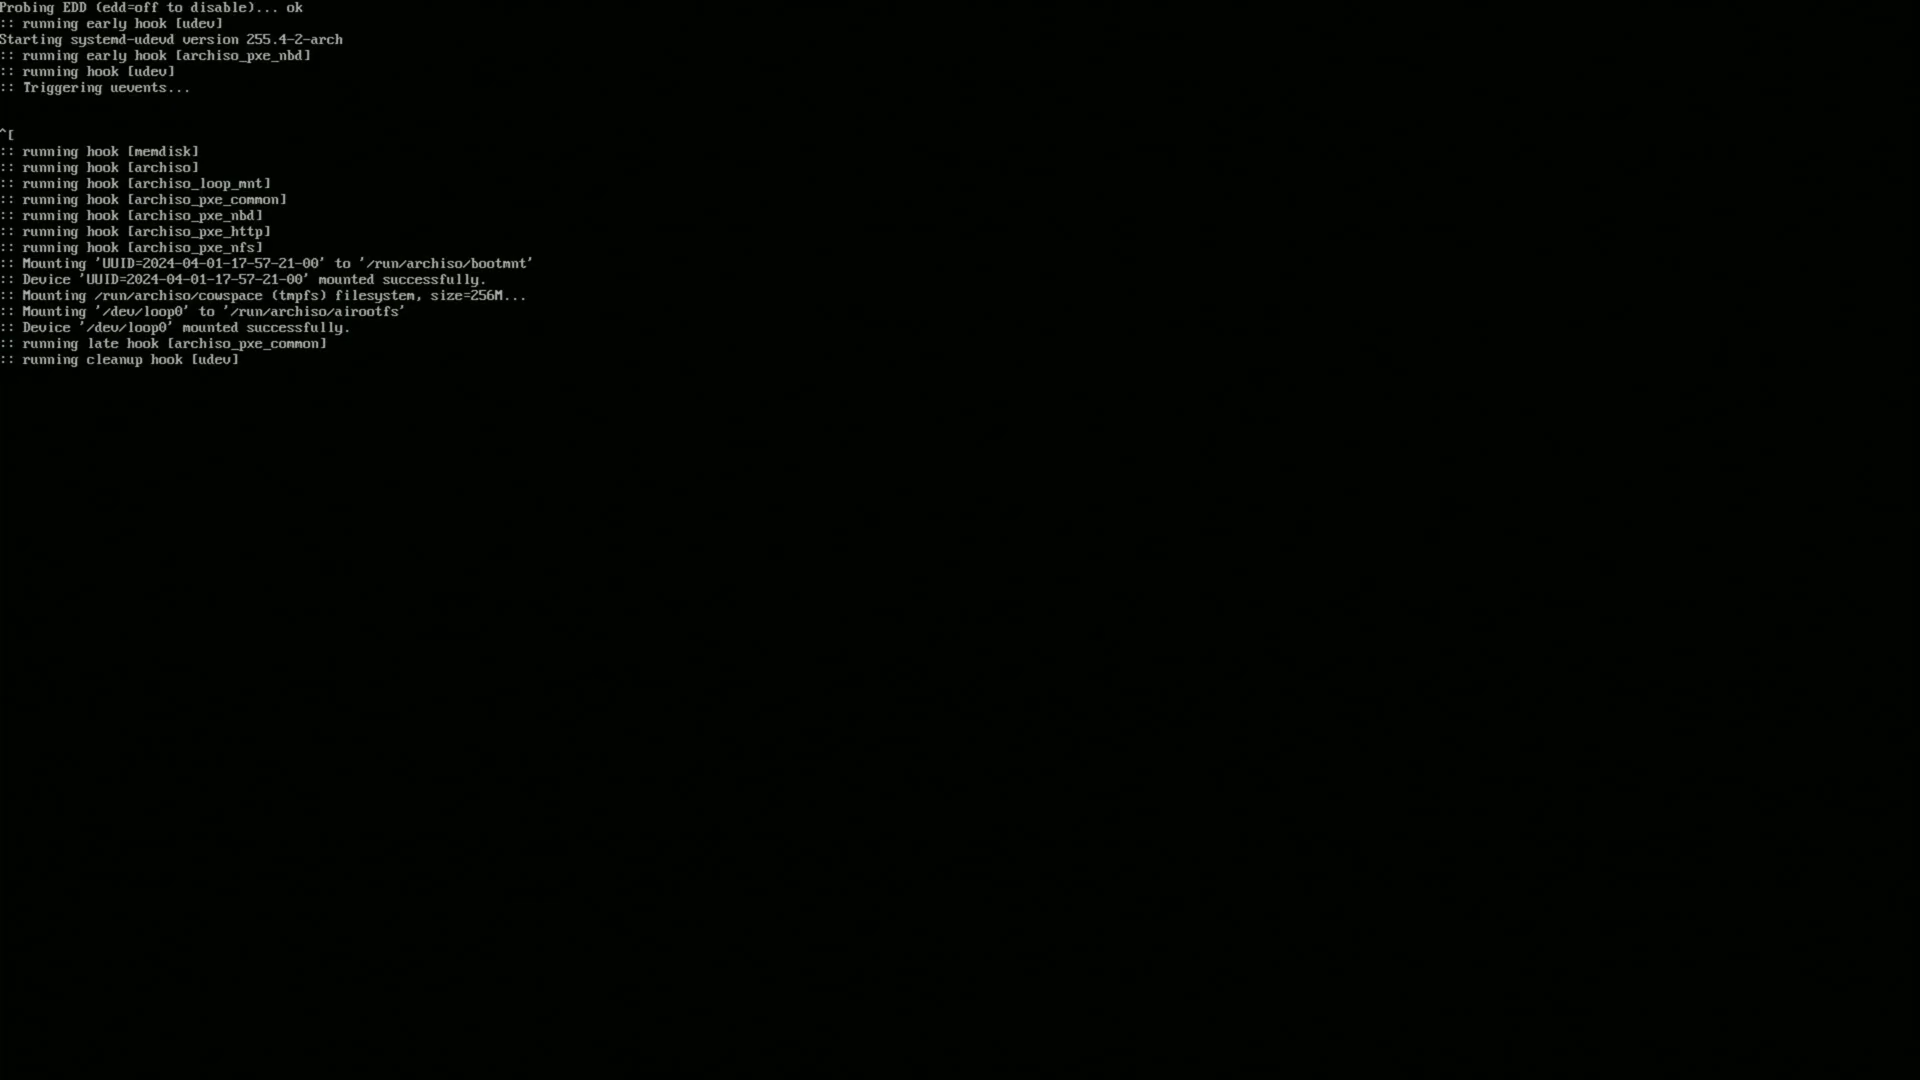 Probing EDD (edd=off to disable)... ok
:: running early hook [udev]
Starting systemd-udevd version 255.4-2-arch
:: running early hook [archiso_pxe_nbd]
:: running hook [udev]
:: Triggering uevents...
^[
:: running hook [memdisk]
:: running hook [archiso]
:: running hook [archiso_loop_mnt]
:: running hook [archiso_pxe_common]
:: running hook [archiso_pxe_nbd]
:: running hook [archiso_pxe_http]
:: running hook [archiso_pxe_nfs]
:: Mounting 'UUID=2024-04-01-17-57-21-00' to '/run/archiso/bootmnt'
:: Device 'UUID=2024-04-01-17-57-21-00' mounted successfully.
:: Mounting /run/archiso/cowspace (tmpfs) filesystem, size=256M...
:: Mounting '/dev/loop0' to '/run/archiso/airootfs'
:: Device '/dev/loop0' mounted successfully.
:: running late hook [archiso_pxe_common]
:: running cleanup hook [udev]